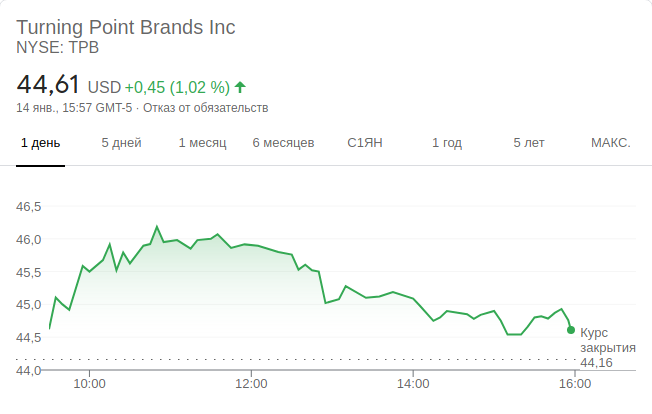 Turning Point Brands Inc
NYSE: TPB
44,61 USD +0,45 (1,02 %)
14 янв., 15:57 GMT-5 · Отказ от обязательств
1 день 5 дней 1 месяц 6 месяцев С1ЯН 1 год 5 лет МАКС.
46,5
46,0
45,5
45,0
44,5
44,0
Курс
закрытия
44,16
10:00 12:00 14:00 16:00